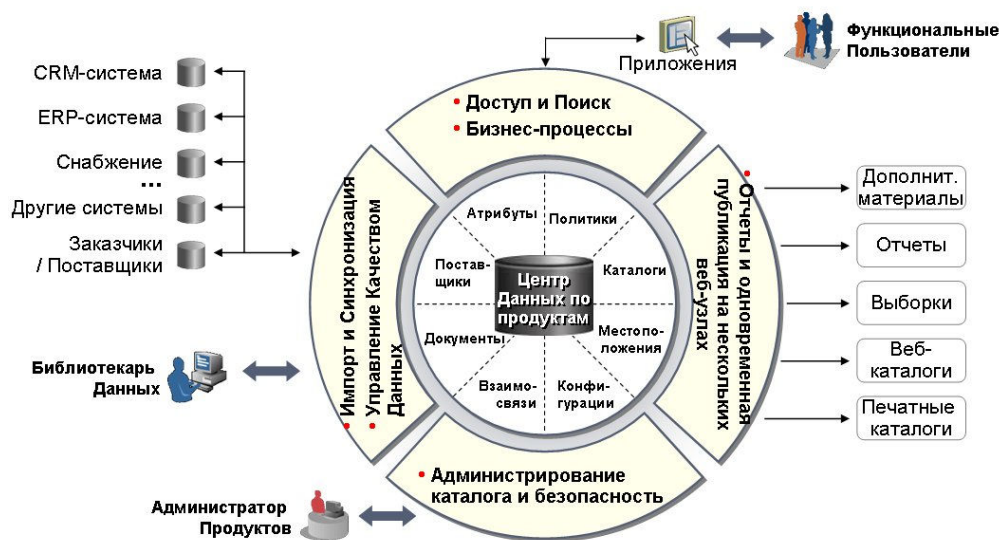 Функциональные
Пользователи
Приложения
CRM-система
ERP-система
Снабжение
...
Другие системы
Заказчики
/ Поставщики
• Доступ и Поиск
• Бизнес-процессы
• Импорт и Синхронизация
• Управление Качеством
Данных
• Отчеты и одновременная
публикация на нескольких
веб-узлах
Дополнит.
материалы
Отчеты
Выборки
Веб-
каталоги
Печатные
каталоги
Атрибуты
Политики
Постав-
щики
Каталоги
Центр
Данных по
продуктам
Документы
Местопо-
ложения
Взаимо-
связи
Конфи-
гурации
Библиотекарь
Данных
• Администрирование
каталога и безопасность
Администратор
Продуктов